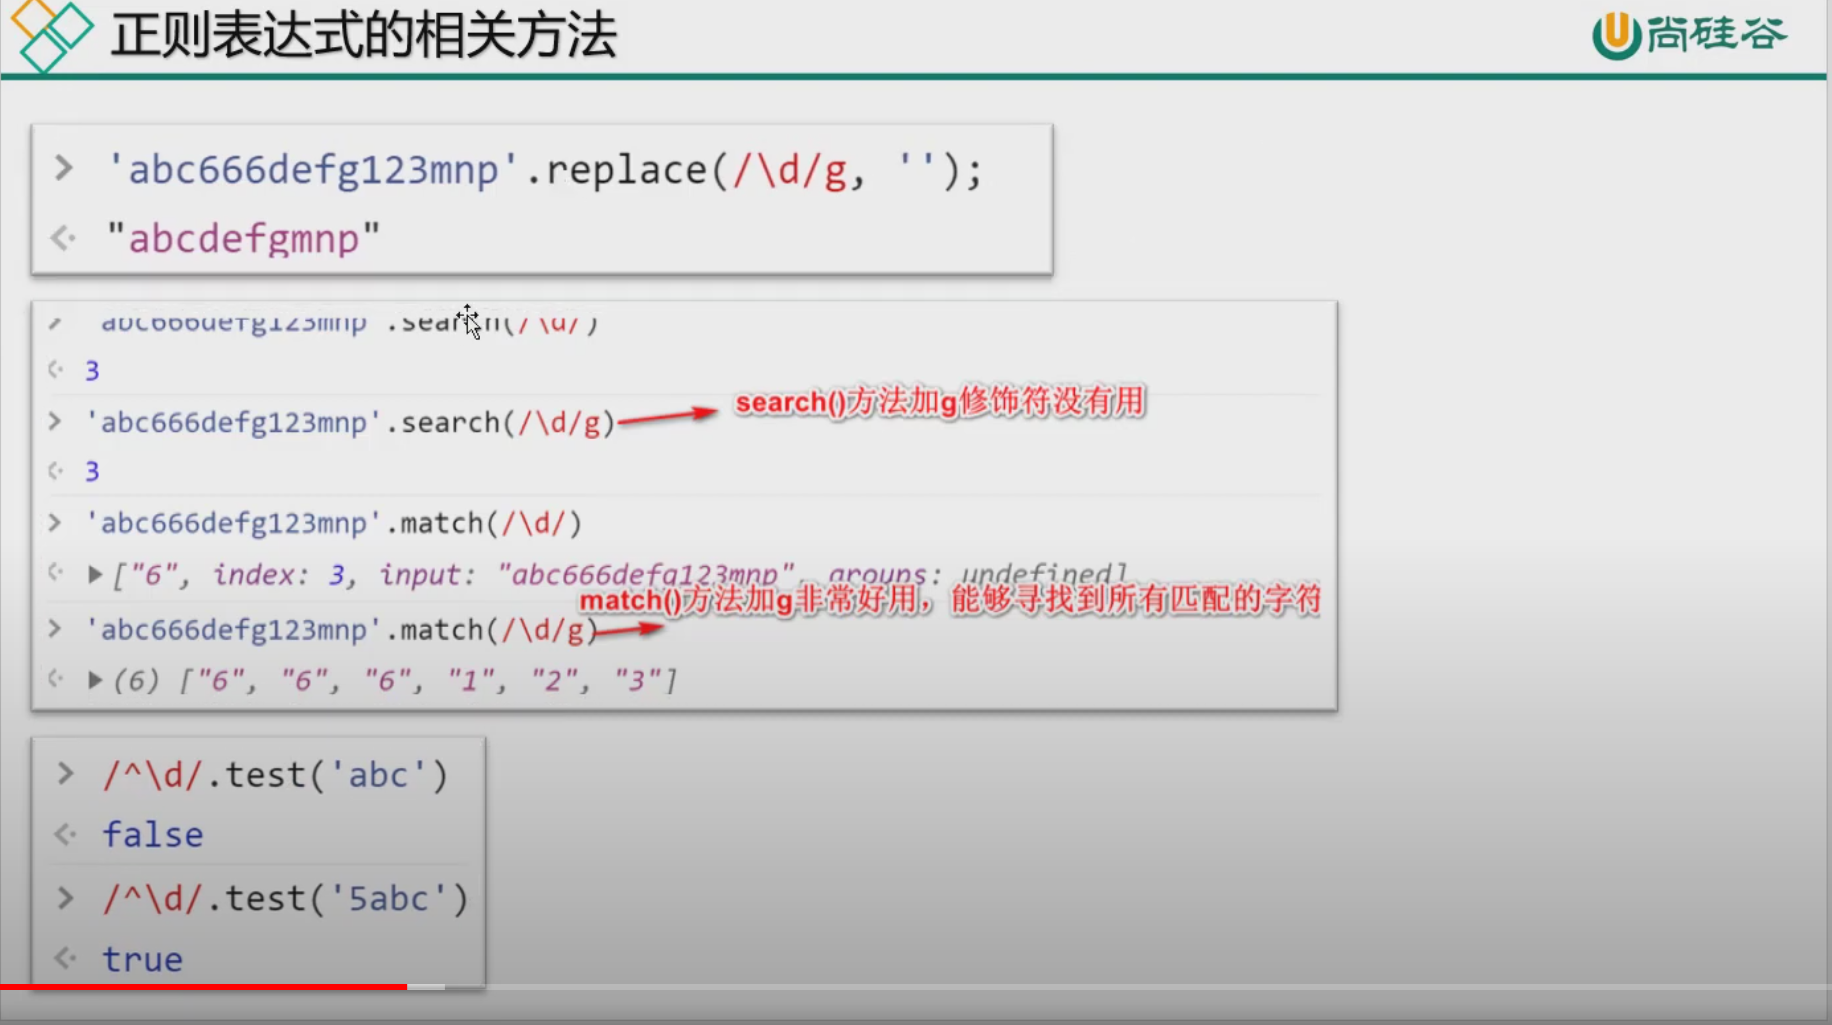 正则表达式的相关方法
尚硅谷
> 'abc666defg123mnp'.replace(/\d/g, '');
"abcdefgmnp"
> 'abc666defg123mnp'.search(/\d/)
3
> 'abc666defg123mnp'.search(/\d/g)
search()方法加g修饰符没有用
3
> 'abc666defg123mnp'.match(/\d/)
["6", index: 3, input: "abc666defg123mnp", groups: undefined]
match()方法加g非常好用，能够寻找到所有匹配的字符
> 'abc666defg123mnp'.match(/\d/g)
(6) ["6", "6", "6", "1", "2", "3"]
> /^\d/.test('abc')
false
> /^\d/.test('5abc')
true